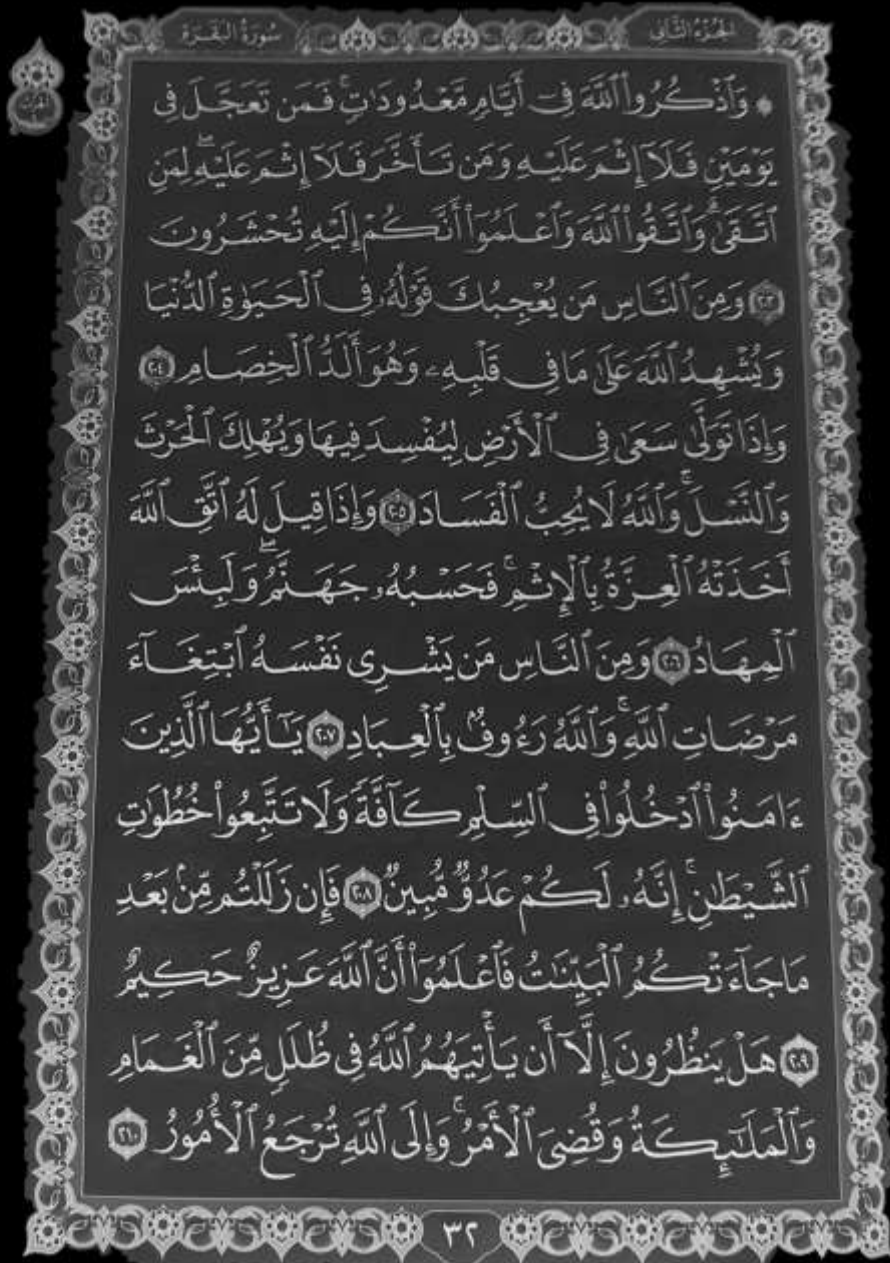 الجزء الثاني
سورة البقرة
۞ وَٱذْكُرُوا۟ ٱللَّهَ فِىٓ أَيَّامٍ مَّعْدُودَٰتٍ ۚ فَمَن تَعَجَّلَ فِى
يَوْمَيْنِ فَلَآ إِثْمَ عَلَيْهِ وَمَن تَأَخَّرَ فَلَآ إِثْمَ عَلَيْهِ ۖ لِمَنِ
ٱتَّقَىٰ ۗ وَٱتَّقُوا۟ ٱللَّهَ وَٱعْلَمُوٓا۟ أَنَّكُمْ إِلَيْهِ تُحْشَرُونَ
٢٠٣ وَمِنَ ٱلنَّاسِ مَن يُعْجِبُكَ قَوْلُهُۥ فِى ٱلْحَيَوٰةِ ٱلدُّنْيَا
وَيُشْهِدُ ٱللَّهَ عَلَىٰ مَا فِى قَلْبِهِۦ وَهُوَ أَلَدُّ ٱلْخِصَامِ ٢٠٤
وَإِذَا تَوَلَّىٰ سَعَىٰ فِى ٱلْأَرْضِ لِيُفْسِدَ فِيهَا وَيُهْلِكَ ٱلْحَرْثَ
وَٱلنَّسْلَ ۗ وَٱللَّهُ لَا يُحِبُّ ٱلْفَسَادَ ٢٠٥ وَإِذَا قِيلَ لَهُ ٱتَّقِ ٱللَّهَ
أَخَذَتْهُ ٱلْعِزَّةُ بِٱلْإِثْمِ ۚ فَحَسْبُهُۥ جَهَنَّمُ ۖ وَلَبِئْسَ
ٱلْمِهَادُ ٢٠٦ وَمِنَ ٱلنَّاسِ مَن يَشْرِى نَفْسَهُ ٱبْتِغَآءَ
مَرْضَاتِ ٱللَّهِ ۗ وَٱللَّهُ رَءُوفٌۢ بِٱلْعِبَادِ ٢٠٧ يَٰٓأَيُّهَا ٱلَّذِينَ
ءَامَنُوا۟ ٱدْخُلُوا۟ فِى ٱلسِّلْمِ كَآفَّةً وَلَا تَتَّبِعُوا۟ خُطُوَٰتِ
ٱلشَّيْطَٰنِ ۚ إِنَّهُۥ لَكُمْ عَدُوٌّ مُّبِينٌ ٢٠٨ فَإِن زَلَلْتُم مِّنۢ بَعْدِ
مَا جَآءَتْكُمُ ٱلْبَيِّنَٰتُ فَٱعْلَمُوٓا۟ أَنَّ ٱللَّهَ عَزِيزٌ حَكِيمٌ
٢٠٩ هَلْ يَنظُرُونَ إِلَّآ أَن يَأْتِيَهُمُ ٱللَّهُ فِى ظُلَلٍ مِّنَ ٱلْغَمَامِ
وَٱلْمَلَٰٓئِكَةُ وَقُضِىَ ٱلْأَمْرُ ۚ وَإِلَى ٱللَّهِ تُرْجَعُ ٱلْأُمُورُ ٢١٠
٣٢